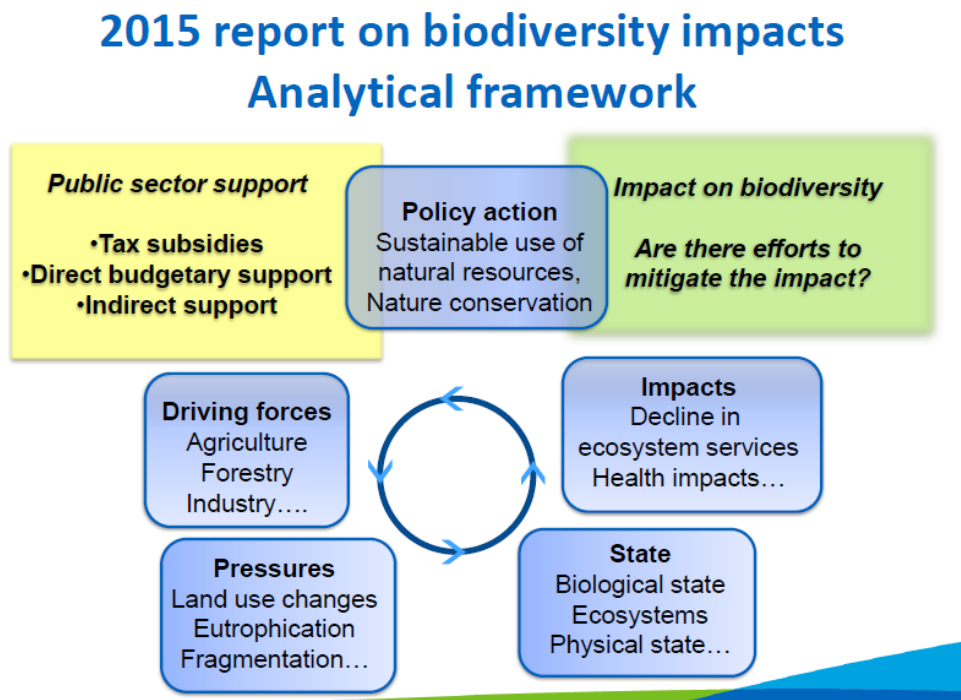 2015 report on biodiversity impacts
Analytical framework
Public sector support
•Tax subsidies
•Direct budgetary support
•Indirect support
Policy action
Sustainable use of
natural resources,
Nature conservation
Impact on biodiversity
Are there efforts to
mitigate the impact?
Driving forces
Agriculture
Forestry
Industry….
Impacts
Decline in
ecosystem services
Health impacts…
Pressures
Land use changes
Eutrophication
Fragmentation…
State
Biological state
Ecosystems
Physical state…